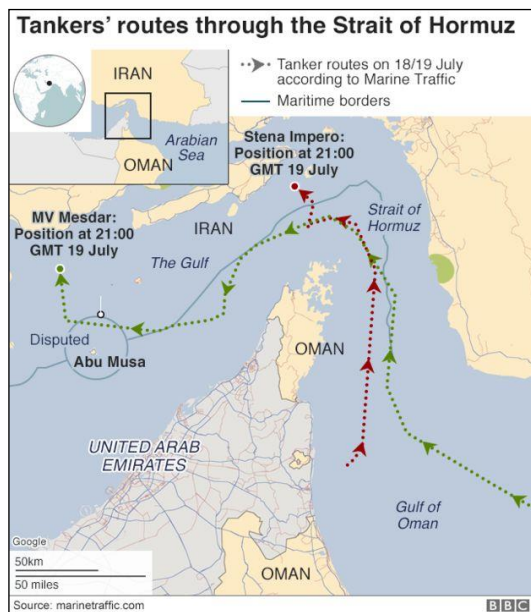 Tankers' routes through the Strait of Hormuz
IRAN
Arabian
Sea
OMAN
Tanker routes on 18/19 July
according to Marine Traffic
Maritime borders
Stena Impero:
Position at 21:00
GMT 19 July
MV Mesdar:
Position at 21:00
GMT 19 July
IRAN
Strait of
Hormuz
The Gulf
Disputed
Abu Musa
OMAN
UNITED ARAB
EMIRATES
Gulf of
Oman
OMAN
Google
50km
50 miles
Source: marinetraffic.com
BBC